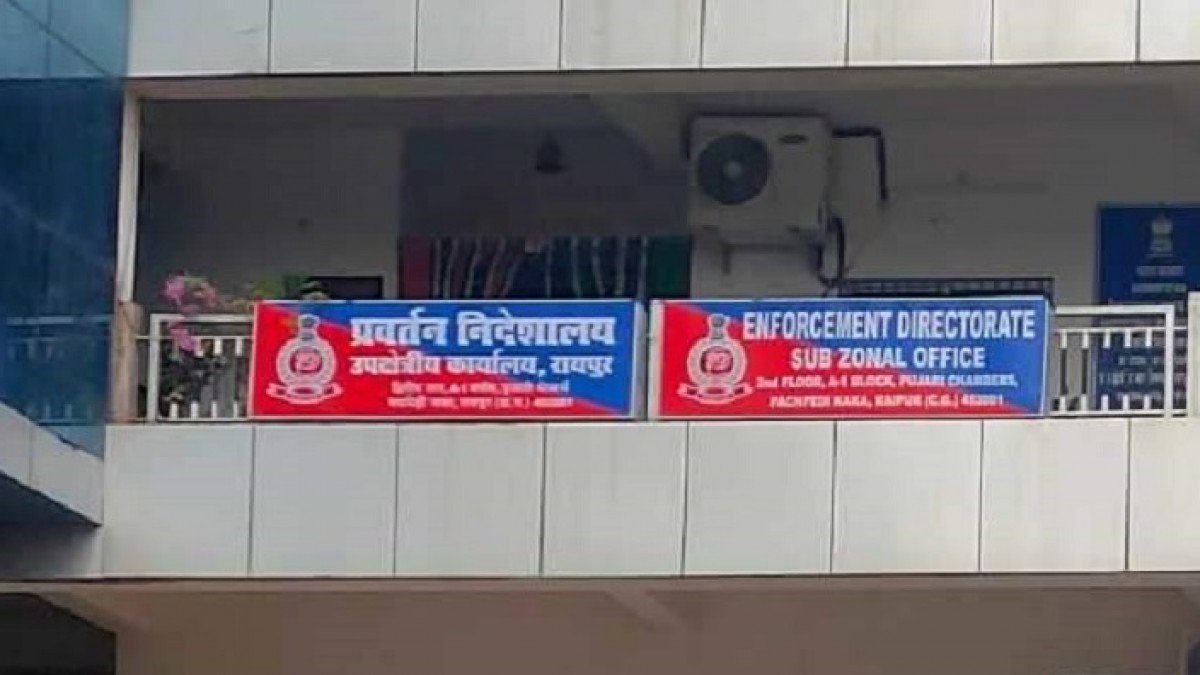 प्रवर्तन निदेशालय
उपक्षेत्रीय कार्यालय, रायपुर
ENFORCEMENT DIRECTORATE
SUB ZONAL OFFICE
2nd FLOOR, A-1 BLOCK, PUJARI CHAMBERS,
PACHPEDI NAKA, RAIPUR (C.G.) 492001